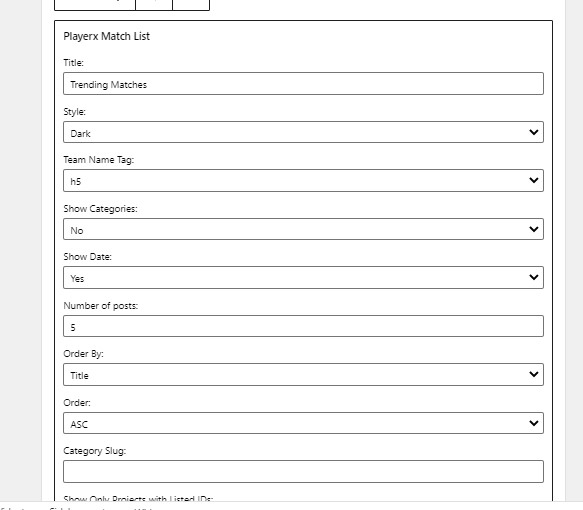 Playerx Match List
Title:
Trending Matches
Style:
Dark
Team Name Tag:
h5
Show Categories:
No
Show Date:
Yes
Number of posts:
5
Order By:
Title
Order:
ASC
Category Slug:
Show Only Projects with Listed IDs: